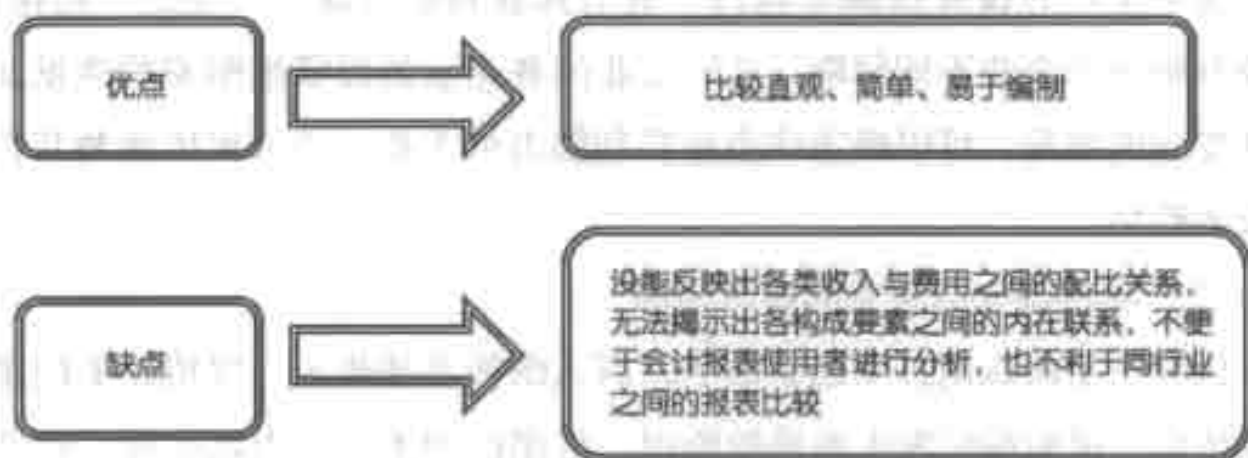 优点
比较直观、简单、易于编制
缺点
没能反映出各类收入与费用之间的配比关系，
无法揭示出各构成要素之间的内在联系，不便
于会计报表使用者进行分析，也不利于同行业
之间的报表比较